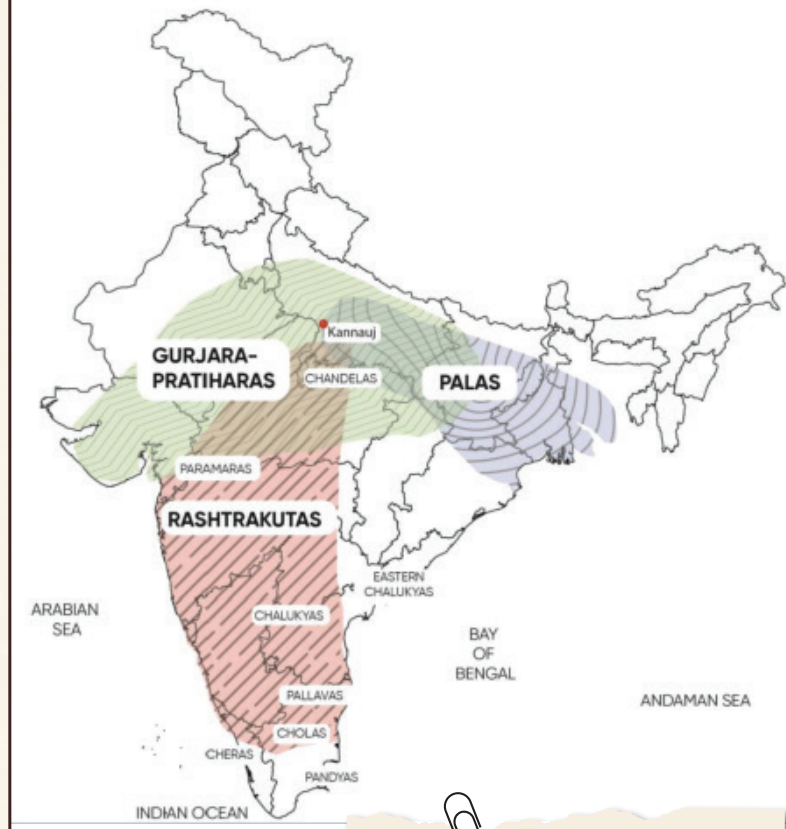 Kannauj
GURJARA-
PRATIHARAS
CHANDELAS
PALAS
PARAMARAS
RASHTRAKUTAS
EASTERN
CHALUKYAS
ARABIAN
SEA
CHALUKYAS
BAY
OF
BENGAL
PALLAVAS
ANDAMAN SEA
CHOLAS
CHERAS
PANDYAS
INDIAN OCEAN